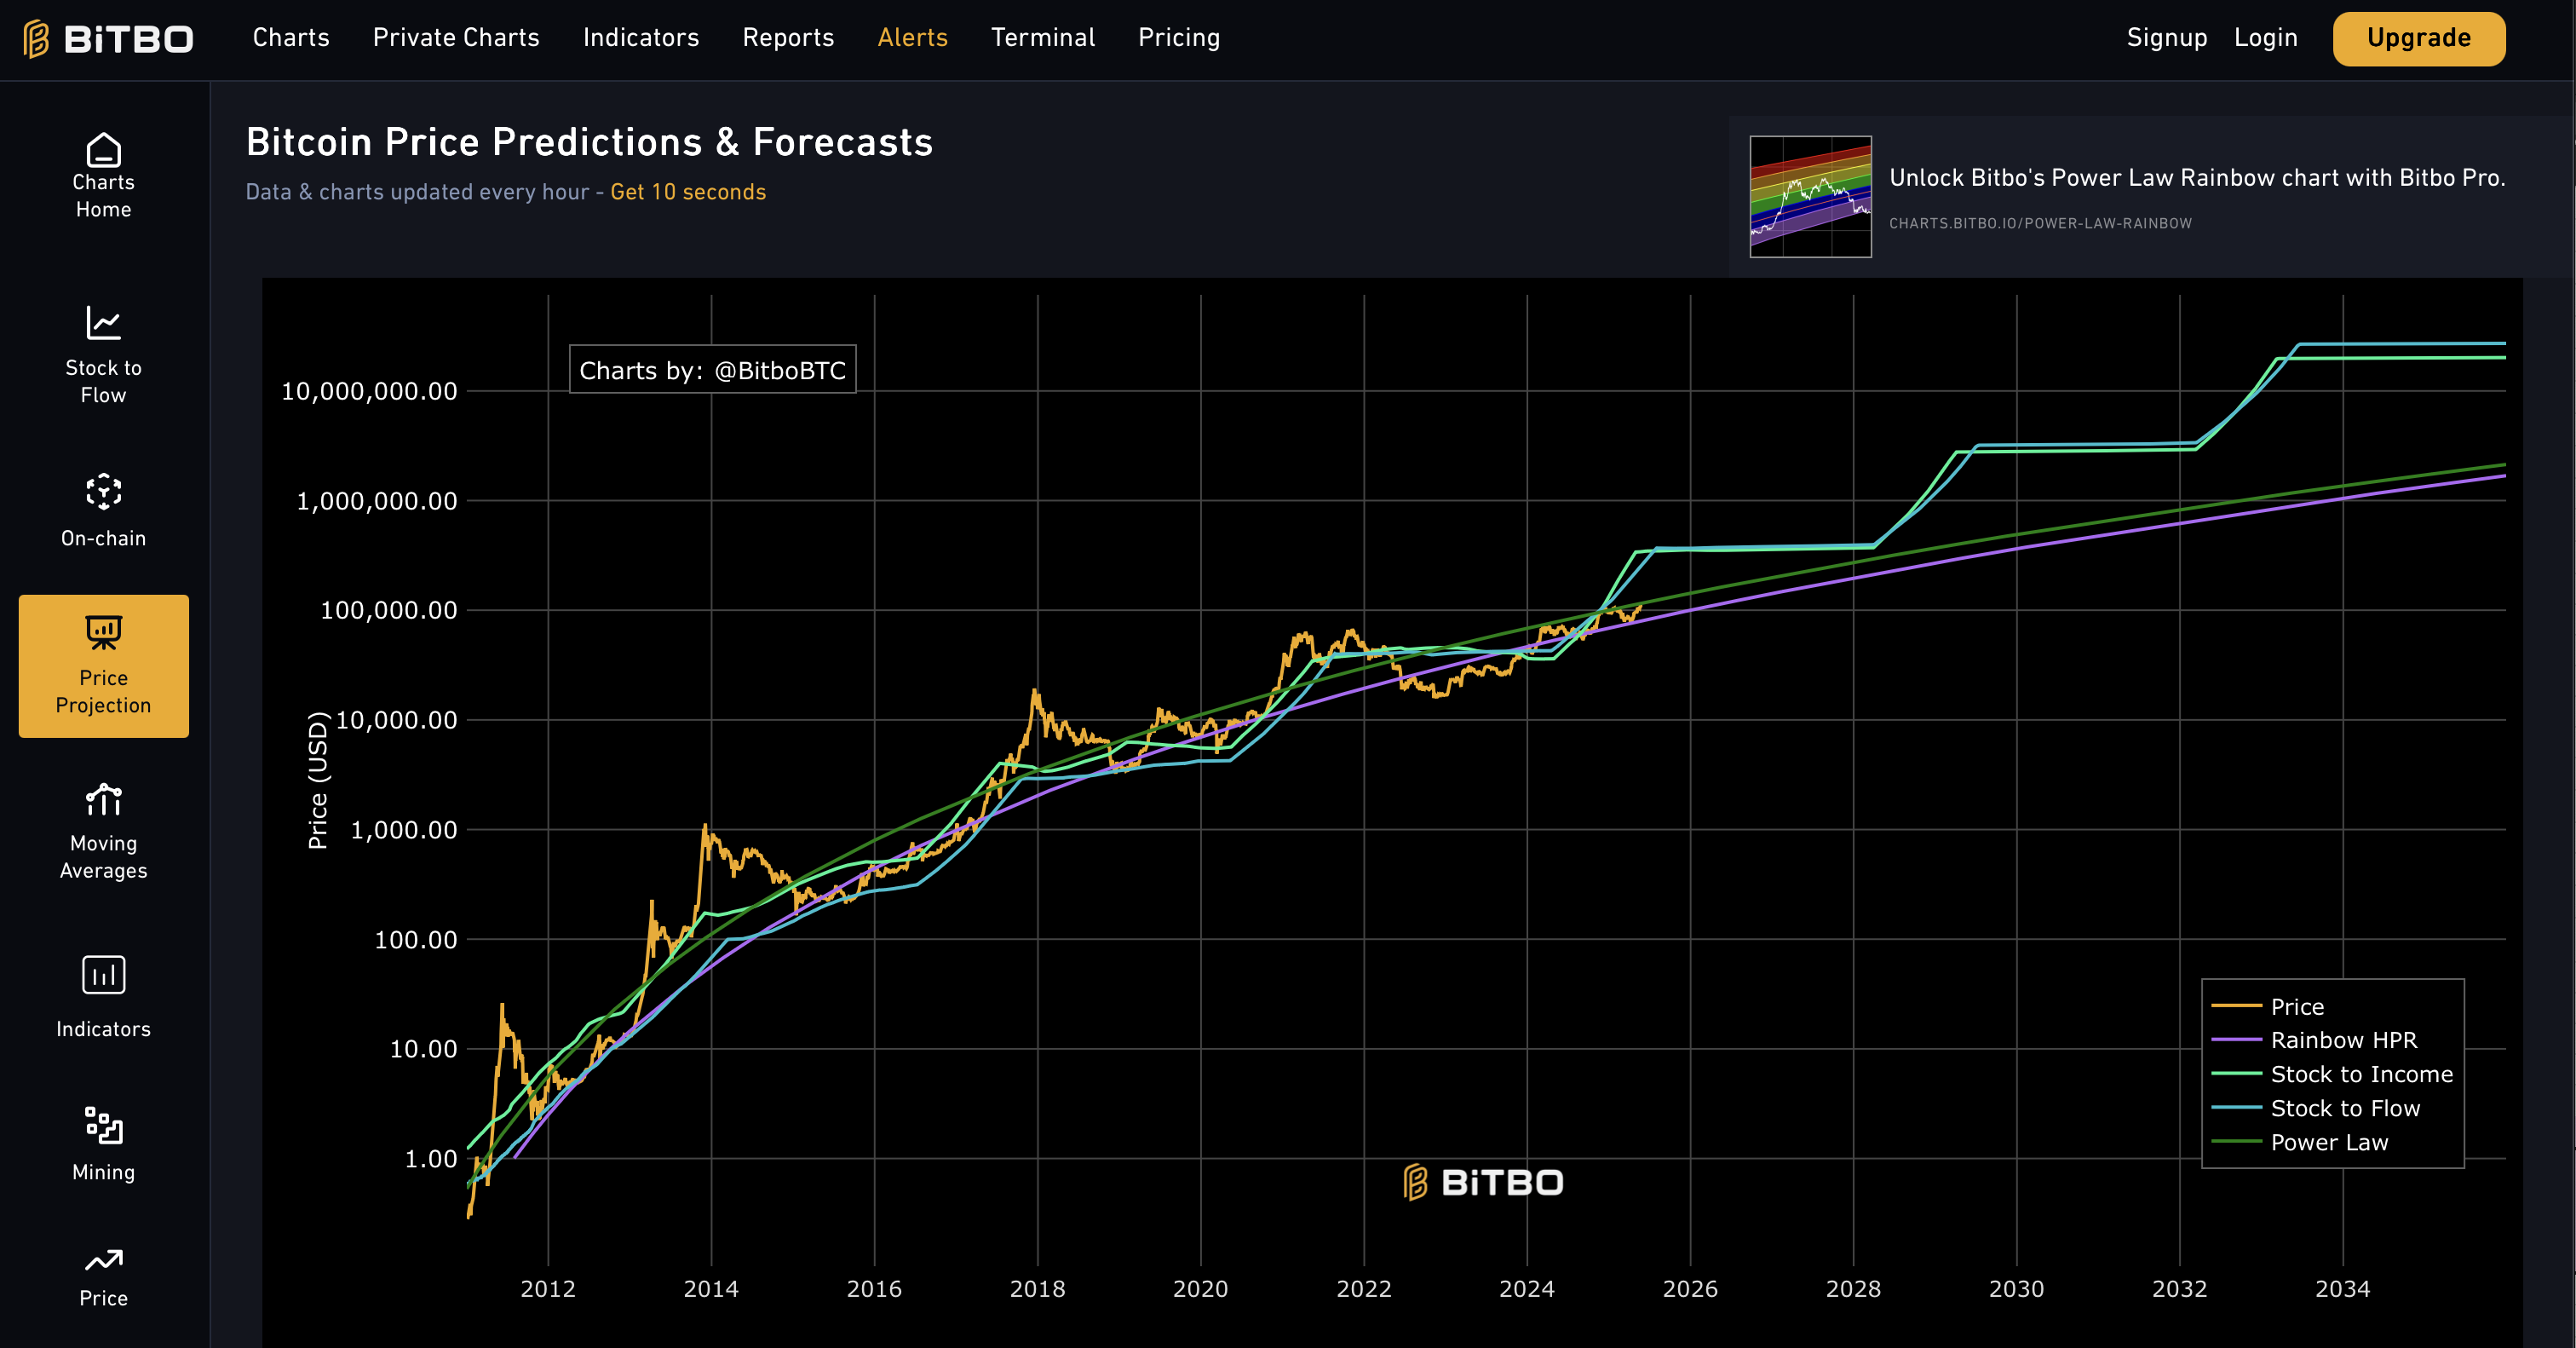 BiTBO
Charts Private Charts Indicators Reports Alerts Terminal Pricing
Signup Login Upgrade
Charts
Home
Stock to
Flow
On-chain
Price
Projection
Moving
Averages
Indicators
Mining
Price
Bitcoin Price Predictions & Forecasts
Data & charts updated every hour - Get 10 seconds
Unlock Bitbo's Power Law Rainbow chart with Bitbo Pro.
CHARTS.BITBO.IO/POWER-LAW-RAINBOW
Charts by: @BitboBTC
Price (USD)
10,000,000.00
1,000,000.00
100,000.00
10,000.00
1,000.00
100.00
10.00
1.00
Price
Rainbow HPR
Stock to Income
Stock to Flow
Power Law
BiTBO
2012 2014 2016 2018 2020 2022 2024 2026 2028 2030 2032 2034